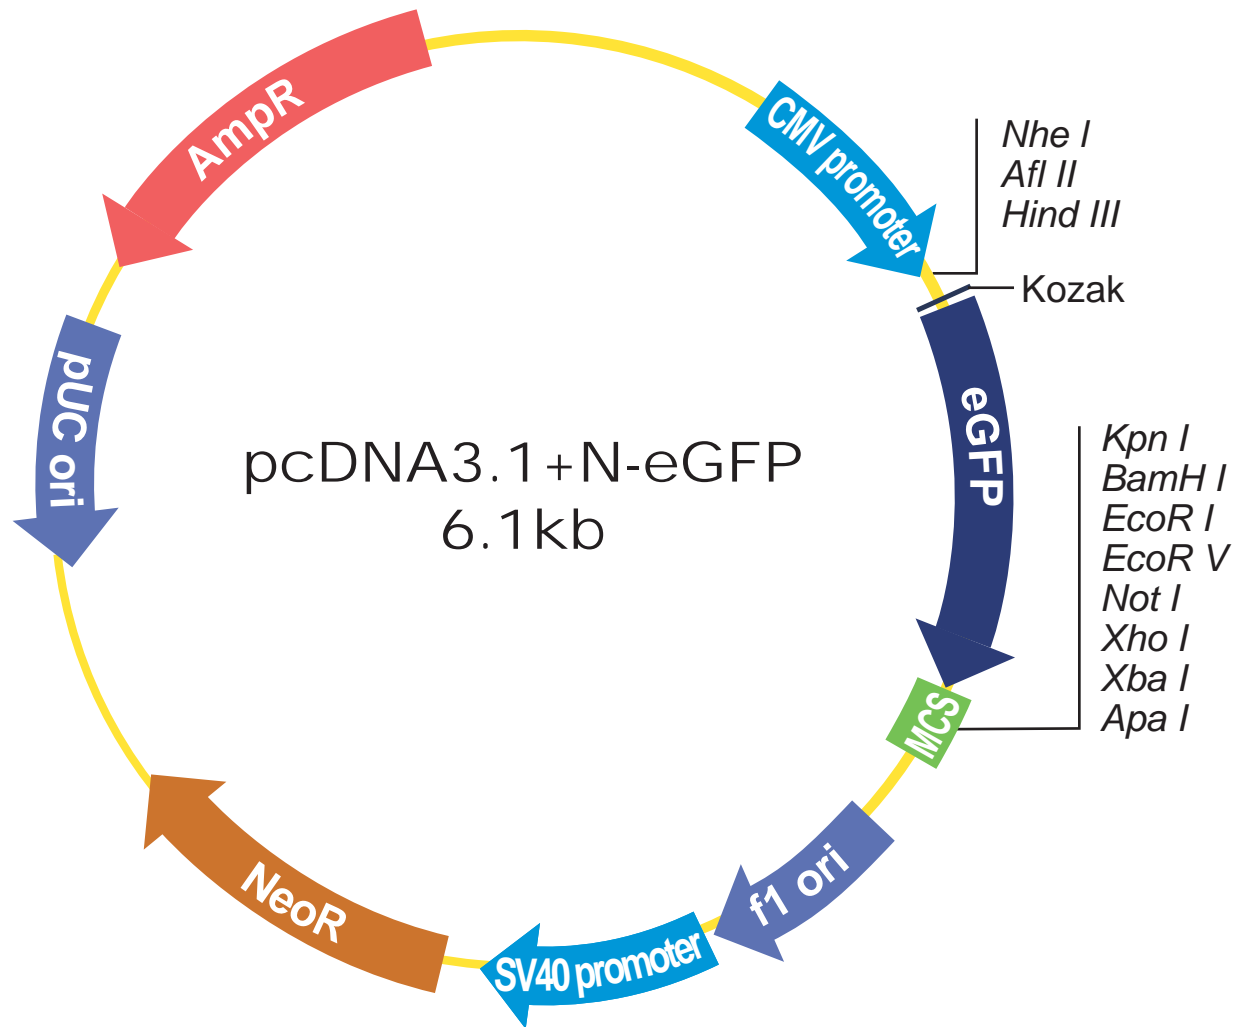 AmpR
CMV promoter
Nhe I
Afl II
Hind III
Kozak
pUC ori
eGFP
pcDNA3.1+N-eGFP
6.1kb
Kpn I
BamH I
EcoR I
EcoR V
Not I
Xho I
Xba I
Apa I
MCS
f1 ori
NeoR
SV40 promoter